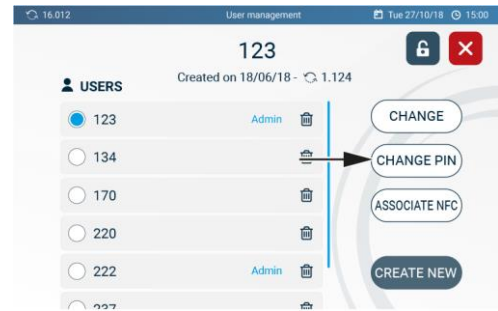 16.012 User management Tue 27/10/18 15:00
123
Created on 18/06/18 - 1.124
USERS
123 Admin
134
170
220
222 Admin
237
CHANGE
CHANGE PIN
ASSOCIATE NFC
CREATE NEW